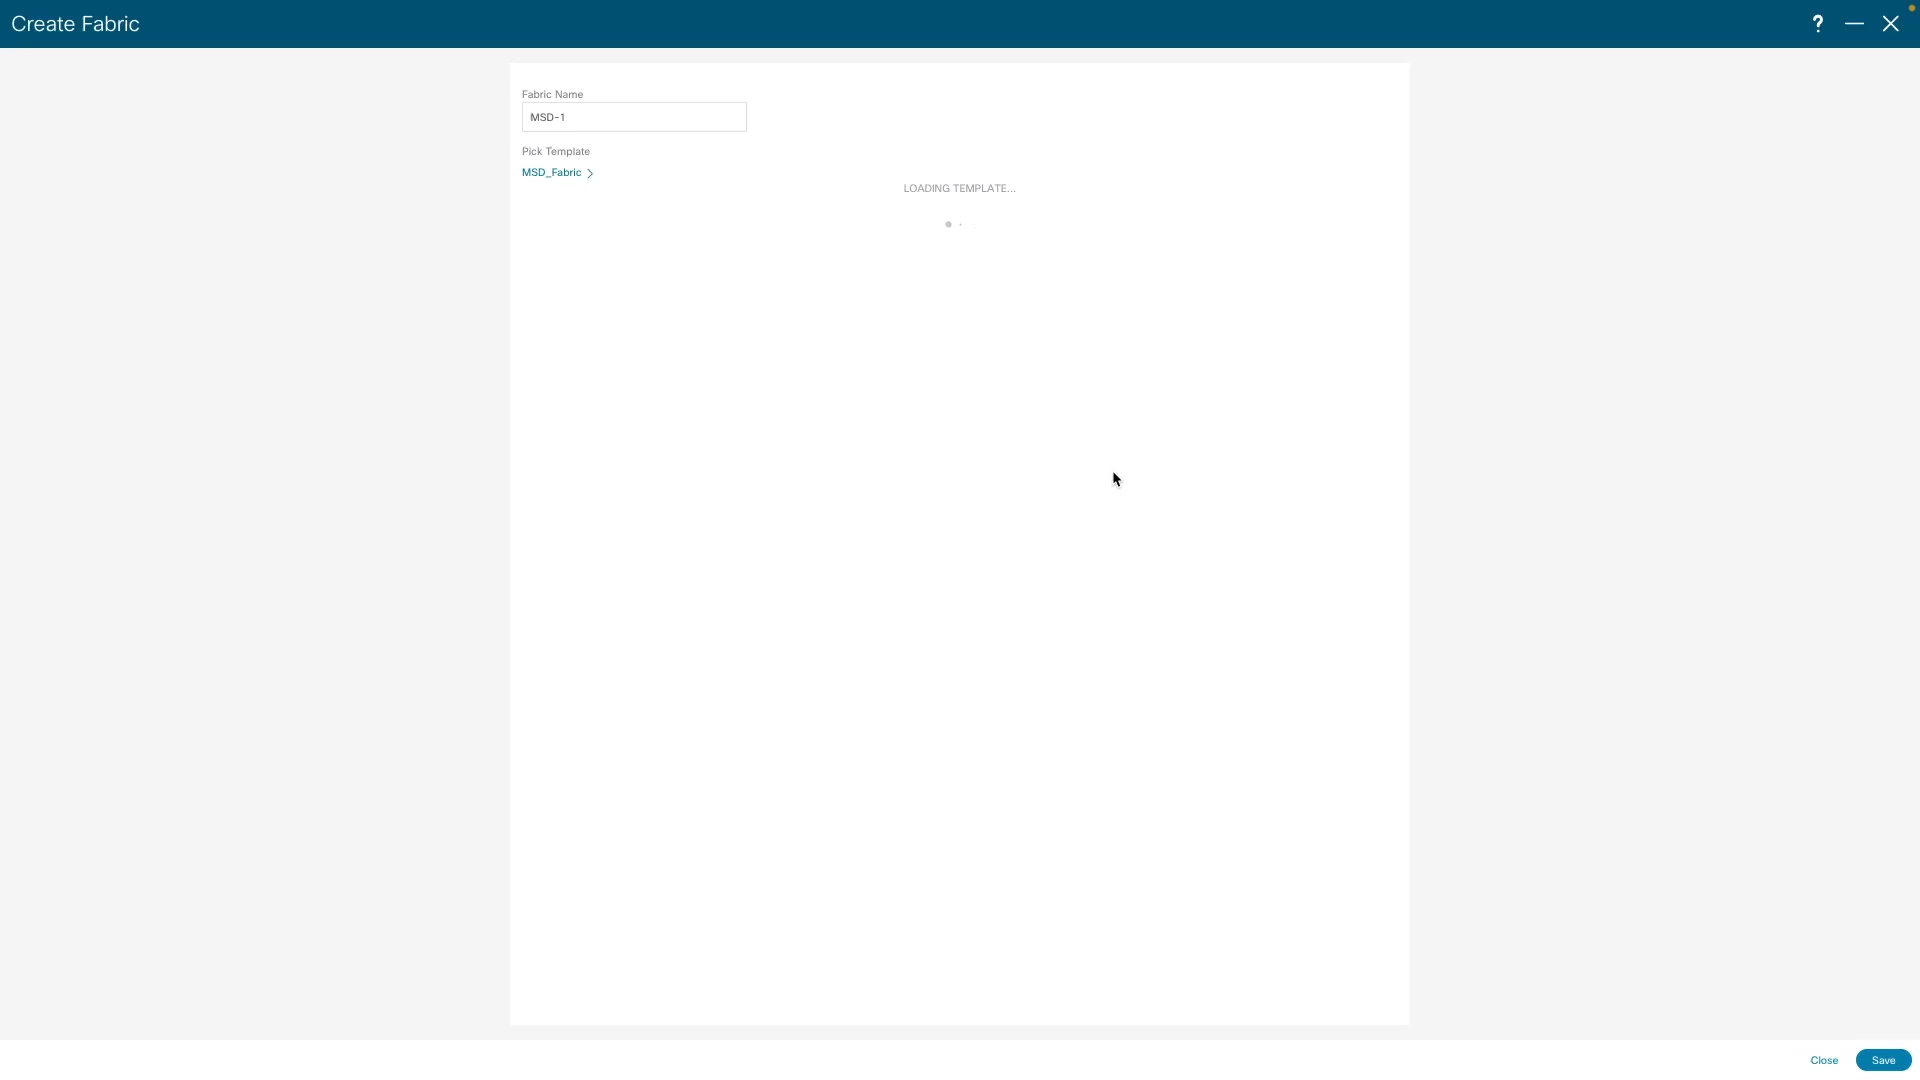 Create Fabric
Fabric Name
MSD-1
Pick Template
MSD_Fabric
LOADING TEMPLATE...
Close
Save